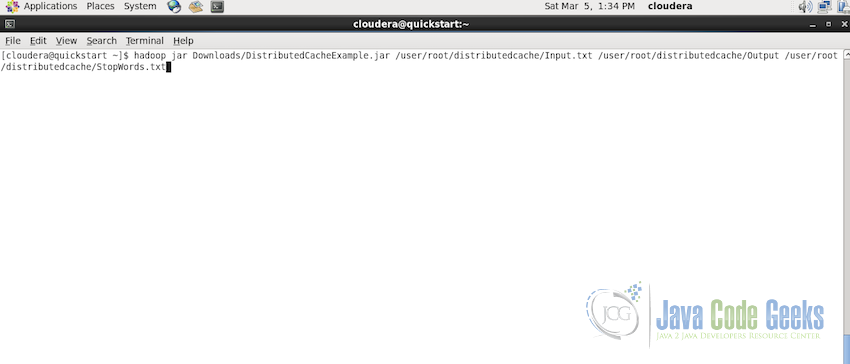 Applications Places System Sat Mar 5, 1:34 PM cloudera
cloudera@quickstart:~
File Edit View Search Terminal Help
[cloudera@quickstart ~]$ hadoop jar Downloads/DistributedCacheExample.jar /user/root/distributedcache/Input.txt /user/root/distributedcache/Output /user/root
/distributedcache/StopWords.txt
JCG Java Code Geeks
Java 2 Java Developers Resource Center